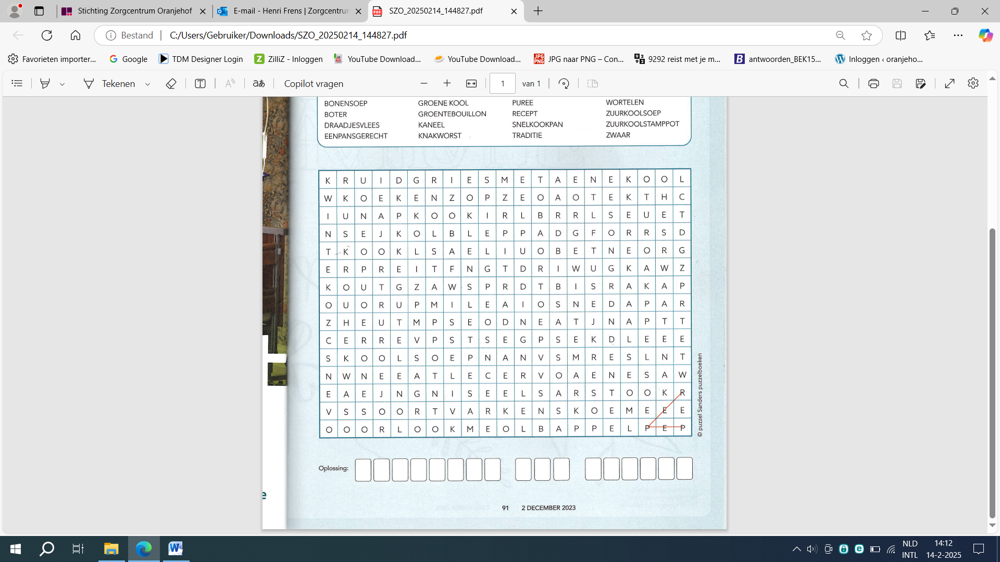 Stichting Zorgcentrum Oranjehof
E-mail - Henri Frens | Zorgcentrum
SZO_20250214_144827.pdf
Bestand
C:/Users/Gebruiker/Downloads/SZO_20250214_144827.pdf
Favorieten importer...
Google
TDM Designer Login
ZilliZ - Inloggen
YouTube Download...
YouTube Download...
JPG naar PNG – Con...
9292 reist met je m...
antwoorden_BEK15...
Inloggen ‹ oranjeho...
Tekenen
Copilot vragen
1 van 1
BONENSOEP GROENE KOOL PUREE WORTELEN
BOTER GROENTEBOUILLON RECEPT ZUURKOOLSOEP
DRAADJESVLEES KANEEL SNELKOOKPAN ZUURKOOLSTAMPPOT
EENPANSGERECHT KNAKWORST TRADITIE ZWAAR
K R U I D G R I E S M E T A E N E K O O L
W K O E K E N Z O P Z E O A O T E K T H C
I U N A P K O O K I R L B R R L S E U E T
N S E J K O L B L E P P A D G F O R R S D
T K O O K L S A E L I U O B E T N E O R G
E R P R E I T F N G T D R I W U G K A W Z
K O U T G Z A W S P R D T B I S R A K A P
O U O R U P M I L E A I O S N E D A P A R
Z H E U T M P S E O D N E A T J N A P T T
C E R R E V P S T S E G P S E K D L E E E
S K O O L S O E P N A N V S M R E S L N T
N W N E E A T L E C E R V O A E N E S A W
E A E J N G N I S E E L S A R S T O O K R
V S S O O R T V A R K E N S K O E M E E E
O O O R L O O K M E O L B A P P E L P E P
© puzzel Sanders puzzelboeken
Oplossing:
91 2 DECEMBER 2023
e
NLD
INTL
14:12
14-2-2025